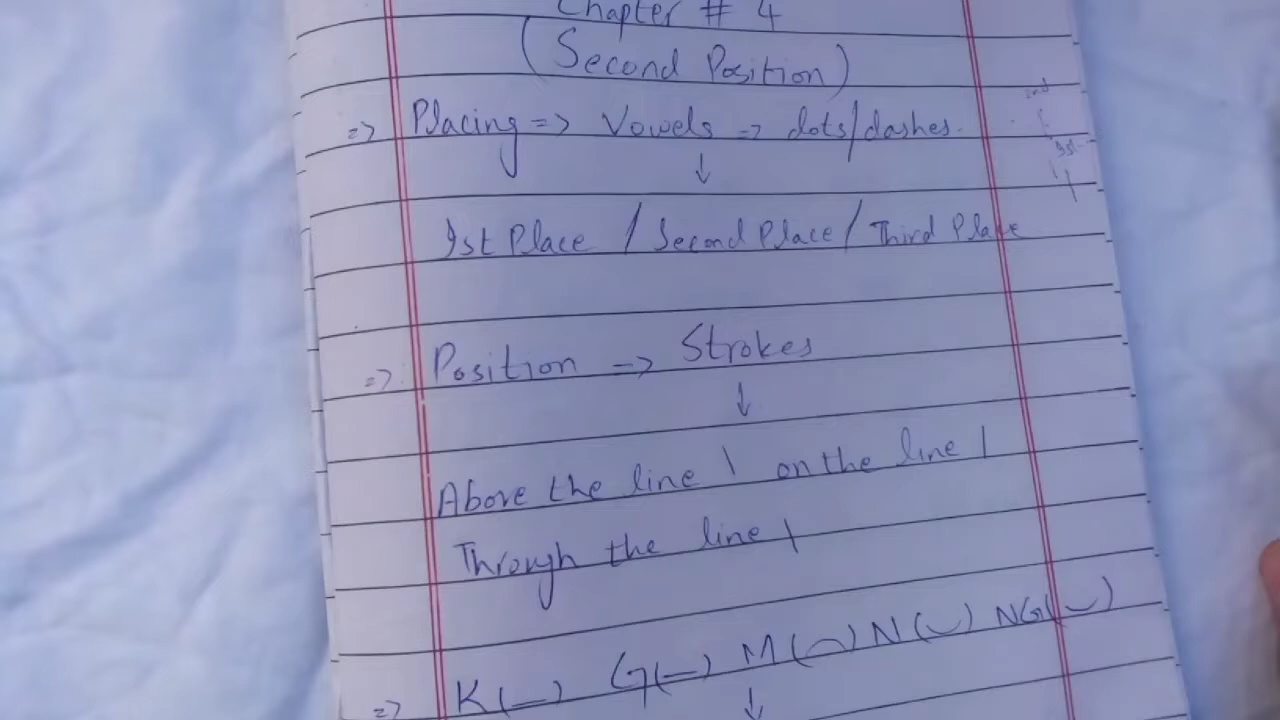 Chapter # 4
(Second Position)
=> Placing => Vowels => dots/dashes.
↓
1st Place / Second Place / Third Place
=> Position => Strokes
↓
Above the line \ on the line |
Through the line \
=> K(—) G(—) M(⌒) N(‿) NG(‿)
↓